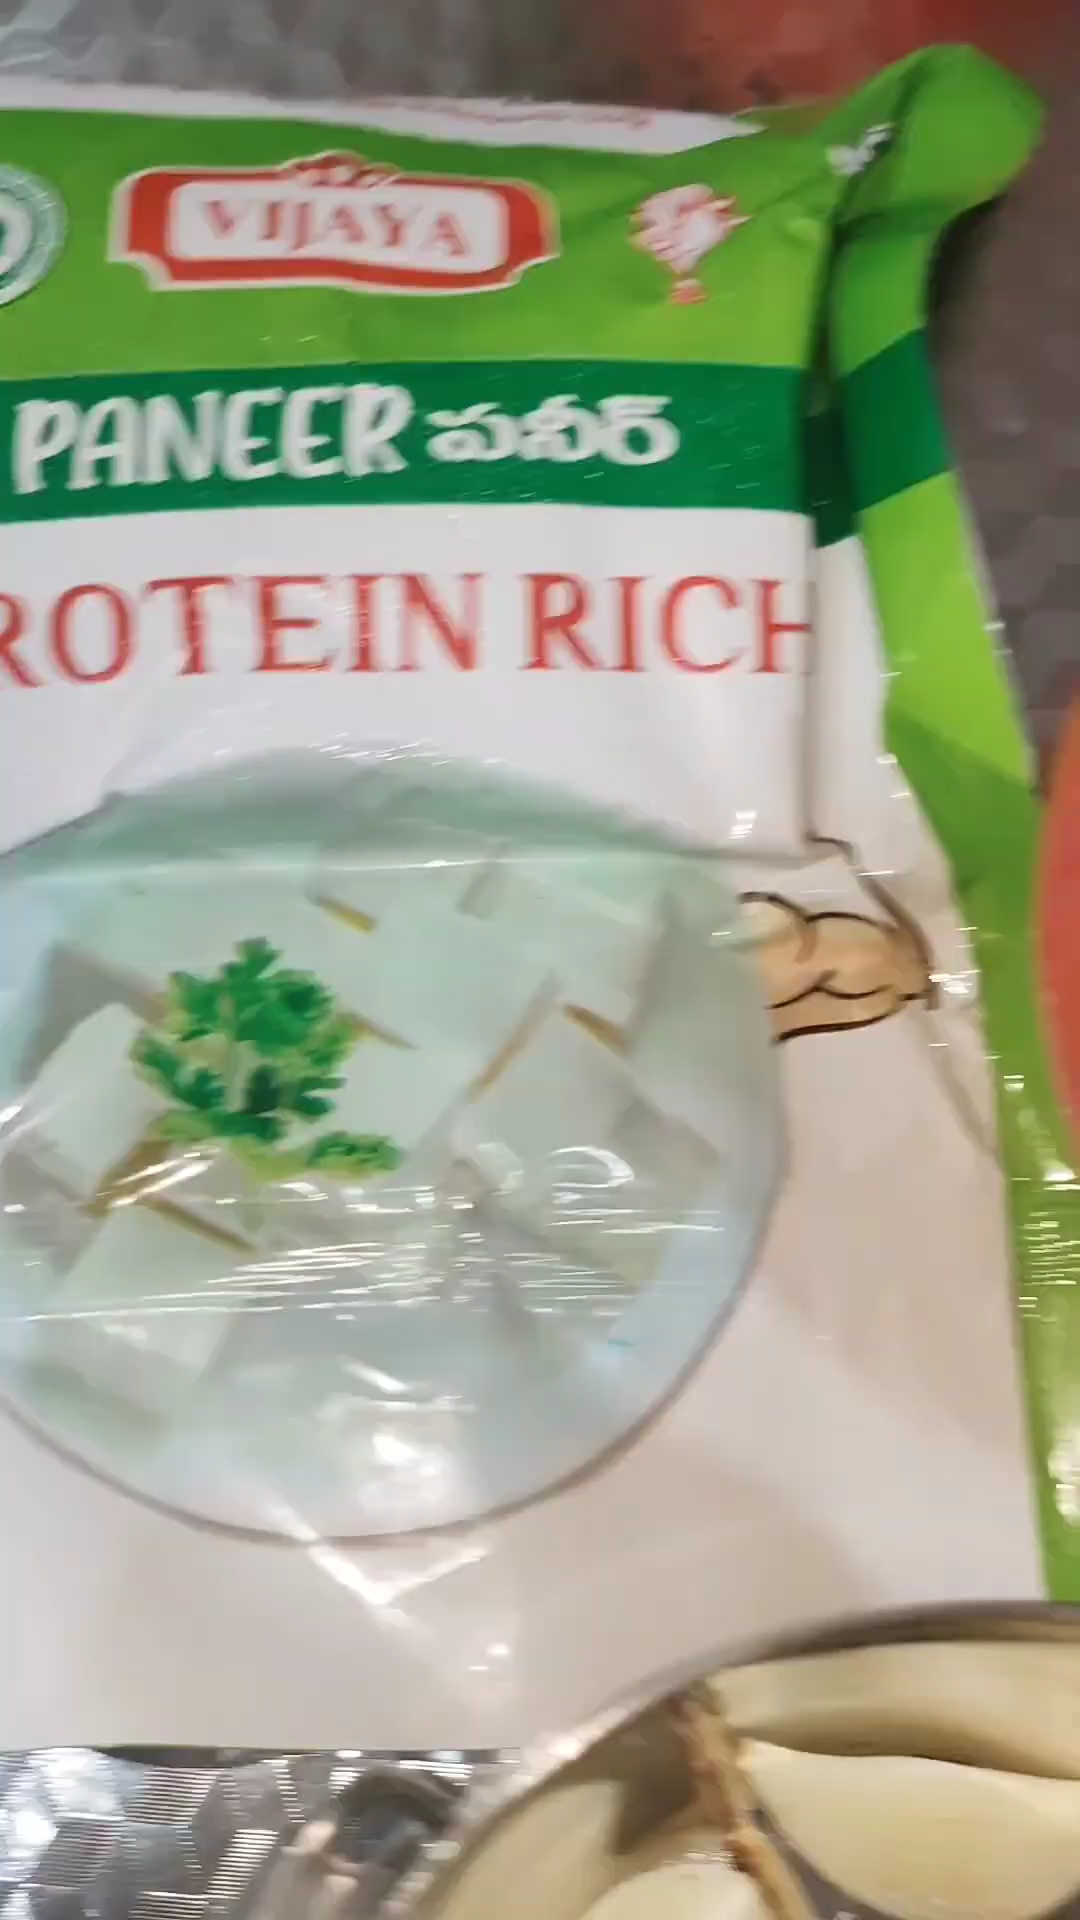 VIJAYA
PANEER పనీర్
ROTEIN RICH